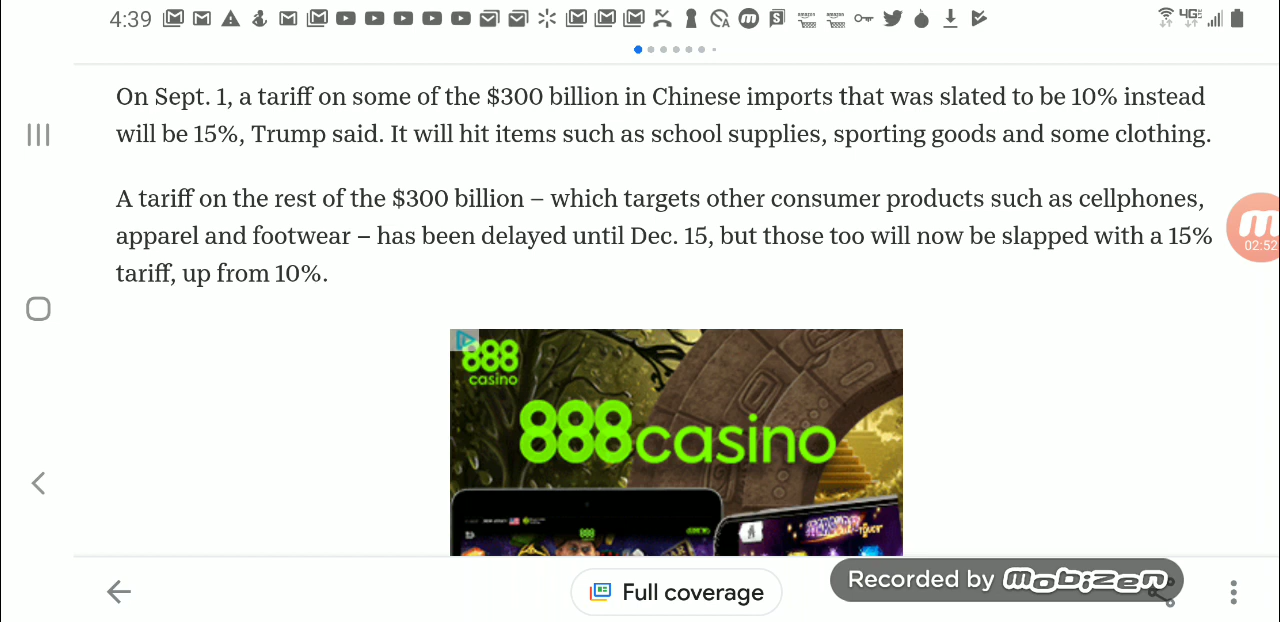 4:39
4G
On Sept. 1, a tariff on some of the $300 billion in Chinese imports that was slated to be 10% instead
will be 15%, Trump said. It will hit items such as school supplies, sporting goods and some clothing.
A tariff on the rest of the $300 billion – which targets other consumer products such as cellphones,
apparel and footwear – has been delayed until Dec. 15, but those too will now be slapped with a 15%
tariff, up from 10%.
02:52
888
casino
888casino
888
Full coverage
Recorded by mobizen